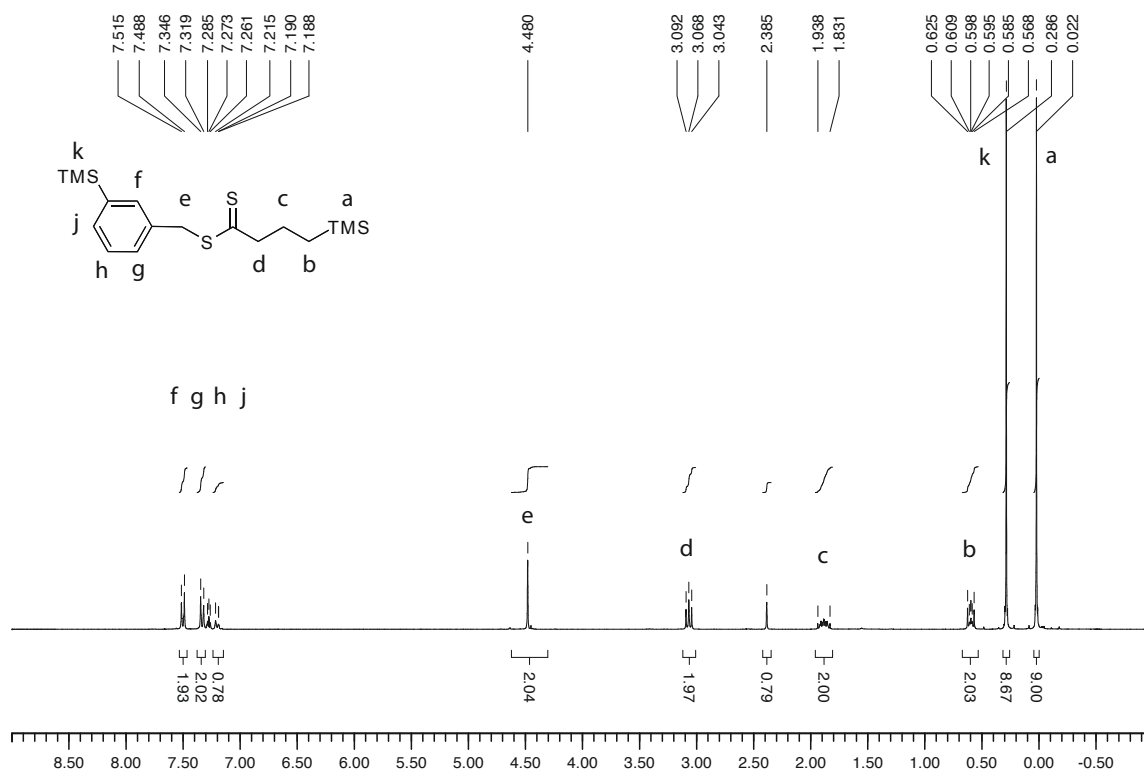 7.515 7.488 7.346 7.319 7.285 7.273 7.261 7.215 7.190 7.188 4.480 3.092 3.068 3.043 2.385 1.938 1.831 0.625 0.609 0.598 0.595 0.585 0.568 0.286 0.022
k a
k
TMS f e S c a
j S TMS
h g d b
f g h j
e
d c b
1.93 2.02 0.78 2.04 1.97 0.79 2.00 2.03 8.67 9.00
8.50 8.00 7.50 7.00 6.50 6.00 5.50 5.00 4.50 4.00 3.50 3.00 2.50 2.00 1.50 1.00 0.50 0.00 -0.50